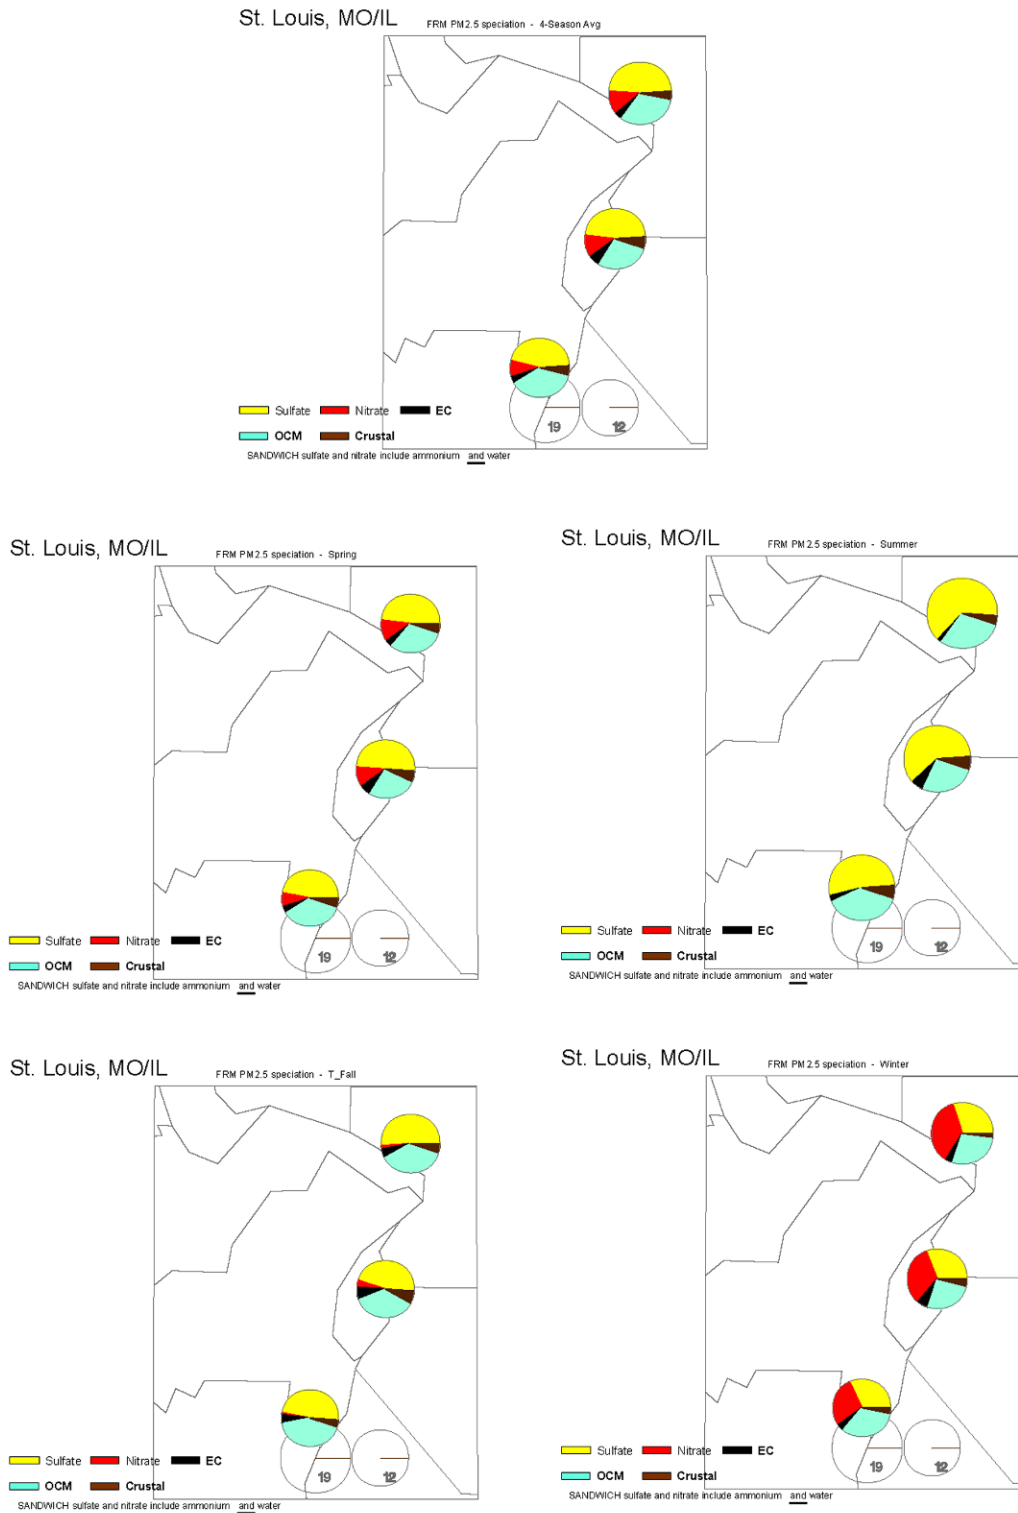 St. Louis, MO/IL
FRM PM2.5 speciation - 4-Season Avg
19 12
Sulfate Nitrate EC
OCM Crustal
SANDWICH sulfate and nitrate include ammonium and water
St. Louis, MO/IL
FRM PM2.5 speciation - Spring
Sulfate Nitrate EC
19 12
OCM Crustal
SANDWICH sulfate and nitrate include ammonium and water
St. Louis, MO/IL
FRM PM2.5 speciation - Summer
Sulfate Nitrate EC
19 12
OCM Crustal
SANDWICH sulfate and nitrate include ammonium and water
St. Louis, MO/IL
FRM PM2.5 speciation - T_Fall
Sulfate Nitrate EC
19 12
OCM Crustal
SANDWICH sulfate and nitrate include ammonium and water
St. Louis, MO/IL
FRM PM2.5 speciation - Winter
Sulfate Nitrate EC
19 12
OCM Crustal
SANDWICH sulfate and nitrate include ammonium and water